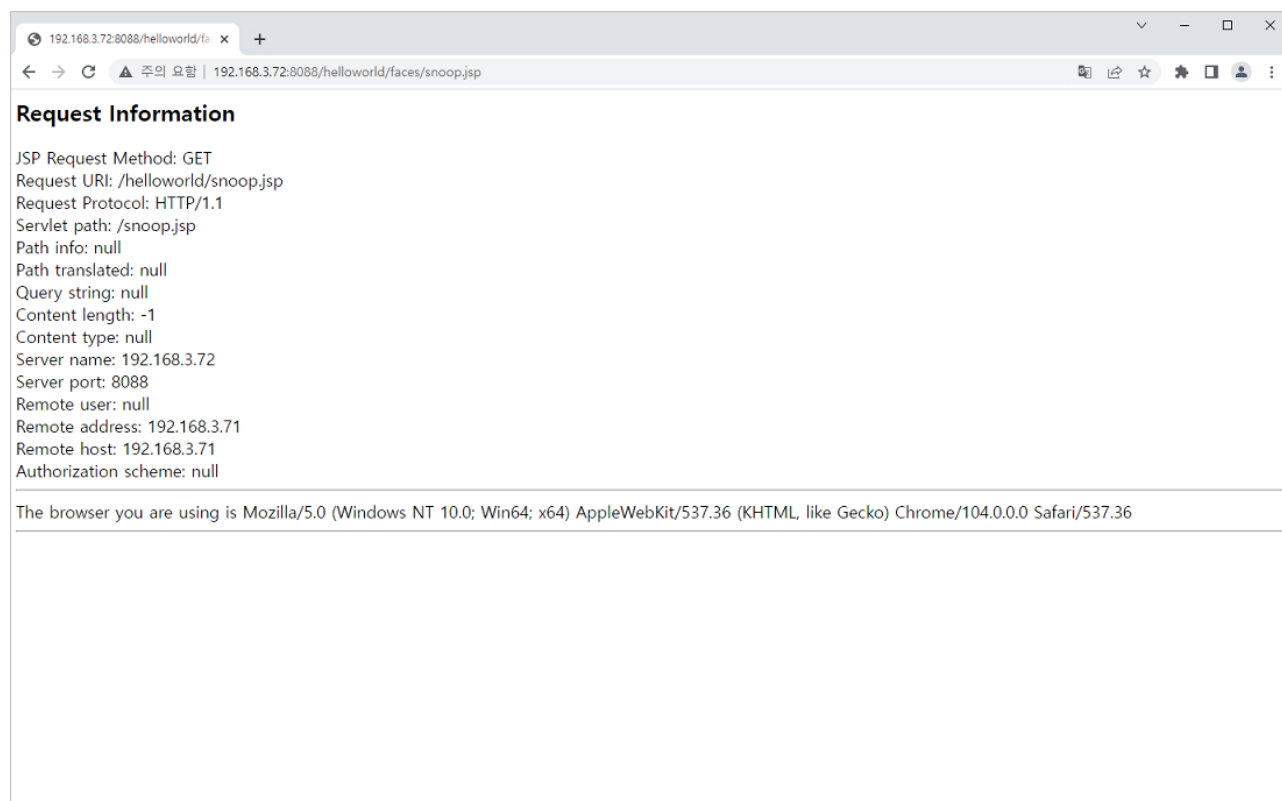 192.168.3.72:8088/helloworld/fa
주의 요함 | 192.168.3.72:8088/helloworld/faces/snoop.jsp
Request Information
JSP Request Method: GET
Request URI: /helloworld/snoop.jsp
Request Protocol: HTTP/1.1
Servlet path: /snoop.jsp
Path info: null
Path translated: null
Query string: null
Content length: -1
Content type: null
Server name: 192.168.3.72
Server port: 8088
Remote user: null
Remote address: 192.168.3.71
Remote host: 192.168.3.71
Authorization scheme: null
The browser you are using is Mozilla/5.0 (Windows NT 10.0; Win64; x64) AppleWebKit/537.36 (KHTML, like Gecko) Chrome/104.0.0.0 Safari/537.36